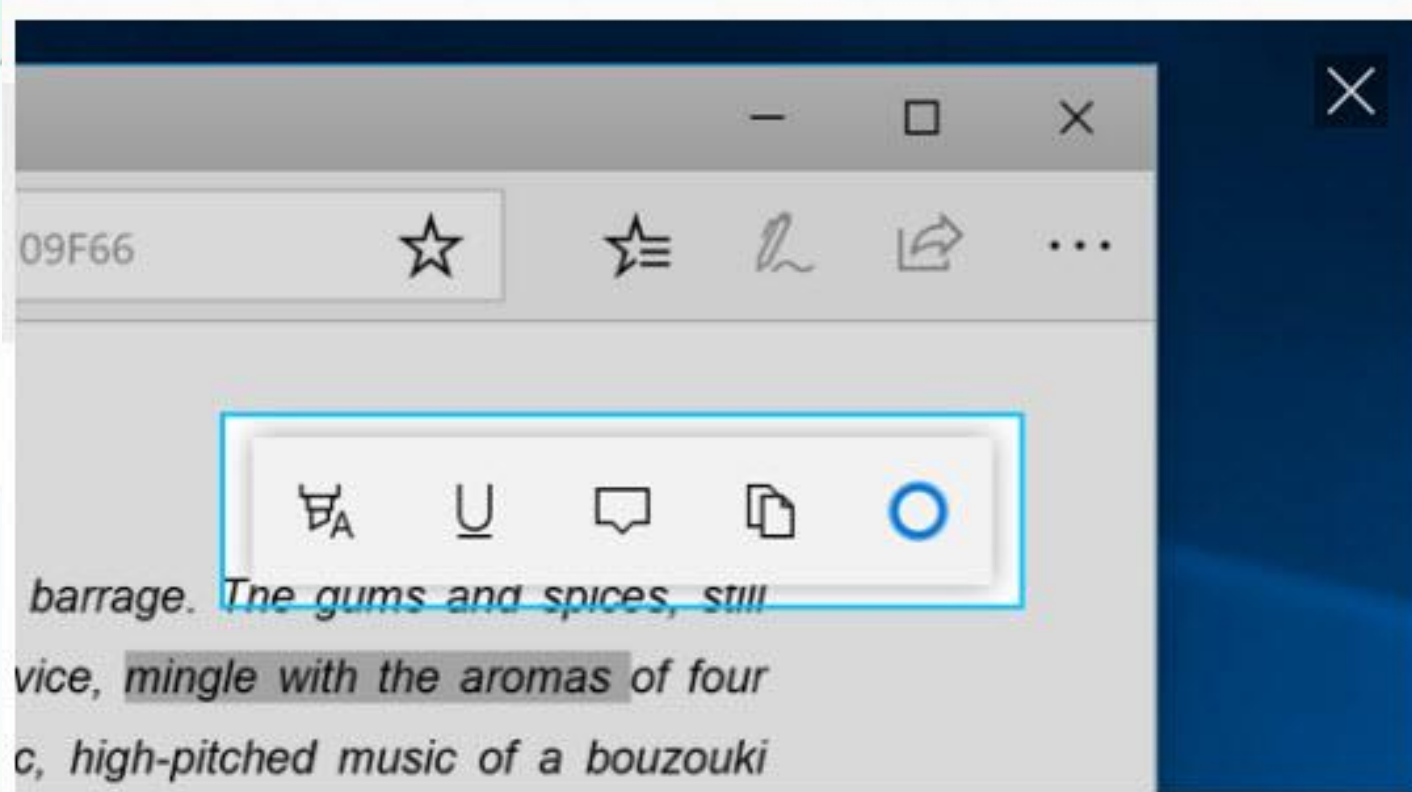 09F66
barrage. The gums and spices, still
vice, mingle with the aromas of four
c, high-pitched music of a bouzouki